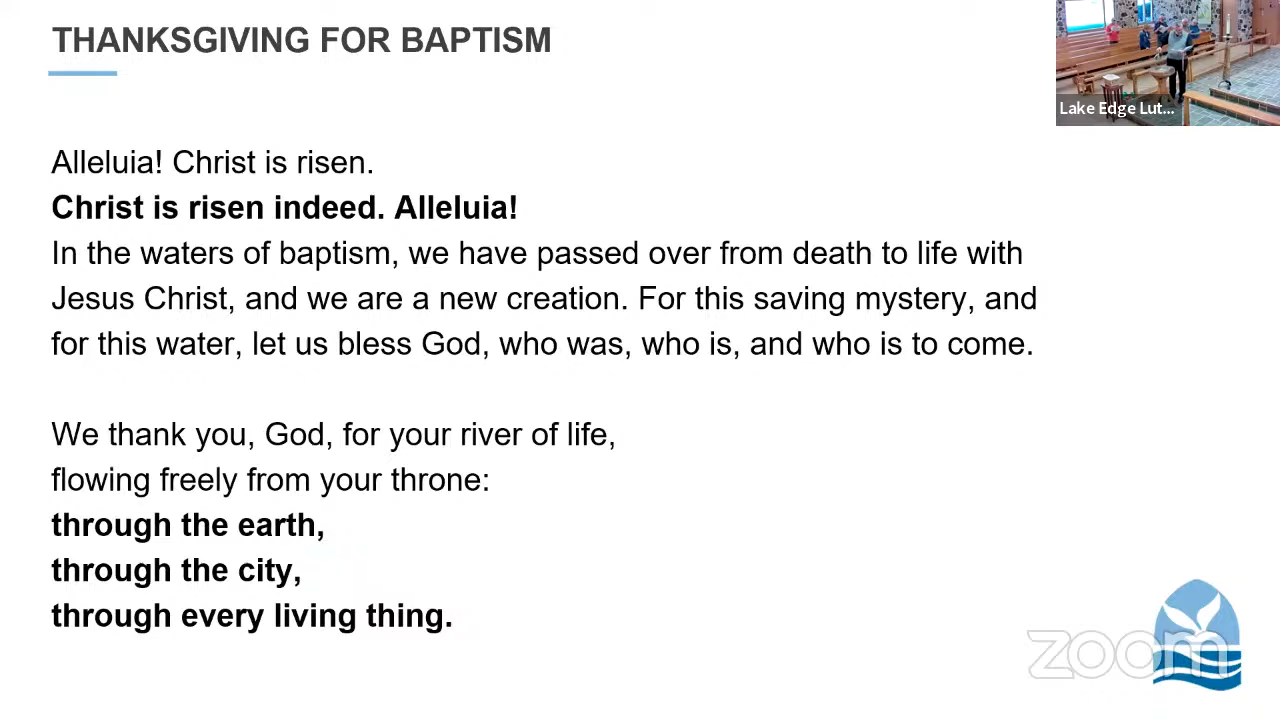 THANKSGIVING FOR BAPTISM
Lake Edge Lut...
Alleluia! Christ is risen.
Christ is risen indeed. Alleluia!
In the waters of baptism, we have passed over from death to life with
Jesus Christ, and we are a new creation. For this saving mystery, and
for this water, let us bless God, who was, who is, and who is to come.
We thank you, God, for your river of life,
flowing freely from your throne:
through the earth,
through the city,
through every living thing.
zoom